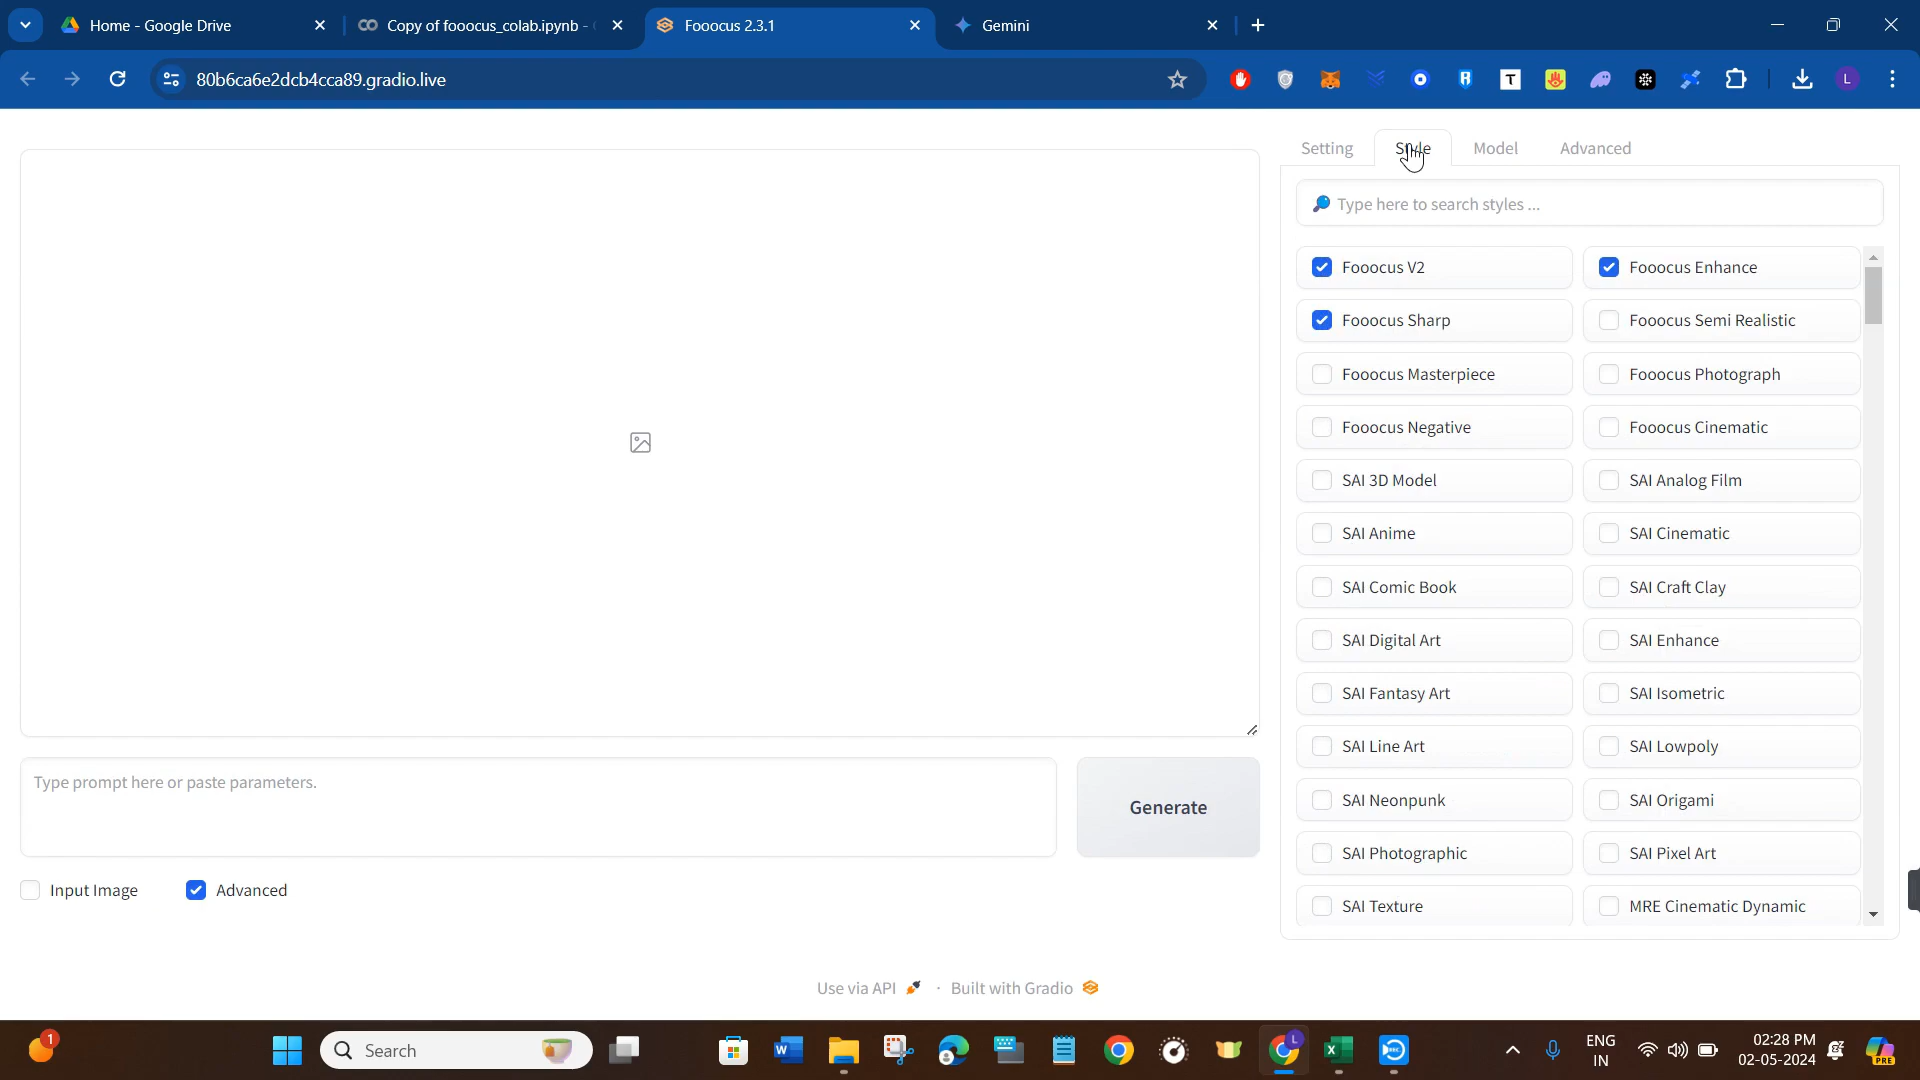 Home - Google Drive
Copy of fooocus_colab.ipynb -
Fooocus 2.3.1
Gemini
80b6ca6e2dcb4cca89.gradio.live
T
L
Setting
Style
Model
Advanced
Type here to search styles ...
Fooocus V2
Fooocus Enhance
Fooocus Sharp
Fooocus Semi Realistic
Fooocus Masterpiece
Fooocus Photograph
Fooocus Negative
Fooocus Cinematic
SAI 3D Model
SAI Analog Film
SAI Anime
SAI Cinematic
SAI Comic Book
SAI Craft Clay
SAI Digital Art
SAI Enhance
SAI Fantasy Art
SAI Isometric
SAI Line Art
SAI Lowpoly
SAI Neonpunk
SAI Origami
SAI Photographic
SAI Pixel Art
SAI Texture
MRE Cinematic Dynamic
Type prompt here or paste parameters.
Generate
Input Image
Advanced
Use via API
· Built with Gradio
1
Search
ENG
IN
02:28 PM
02-05-2024
PRE